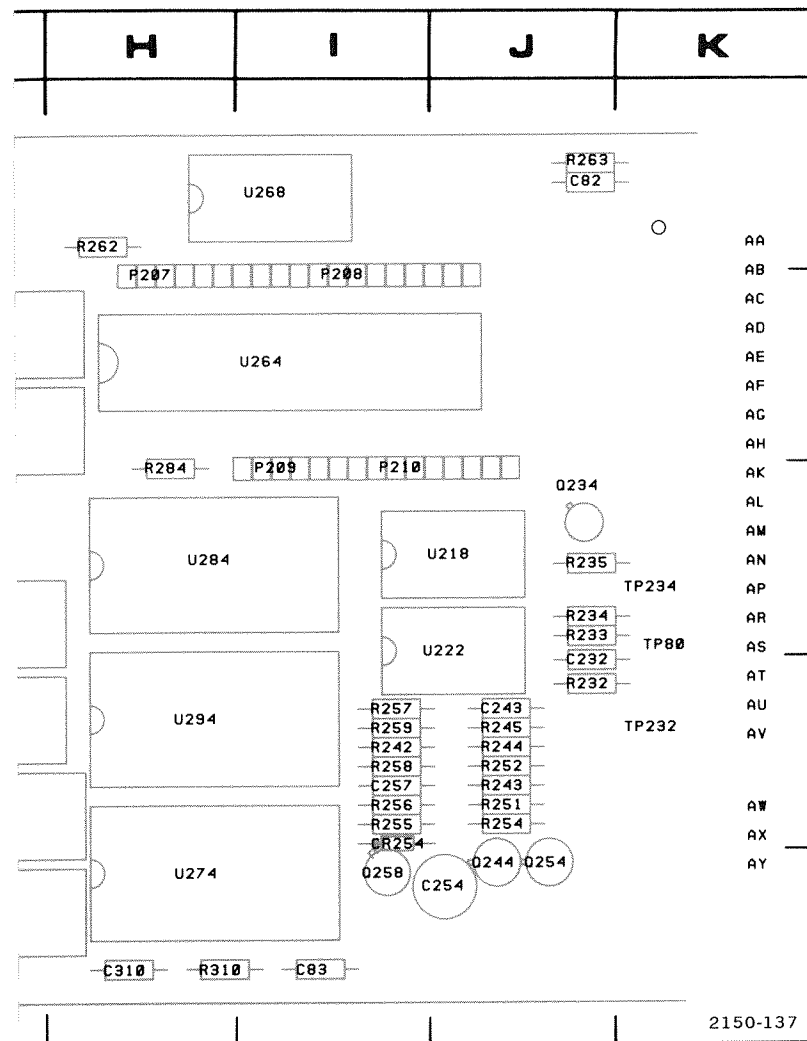 H I J K
R263
C82
U268
R262
AA
P207 P208
AB
AC
AD
U264
AE
AF
AG
AH
R284 P209 P210
AK
Q234
AL
AM
U284 U218
R235
AN
TP234
AP
R234
AR
R233
U222
TP80
AS
C232
R232
AT
R257 C243
AU
U294
R259 R245
TP232
AV
R242 R244
R258 R252
C257 R243
R256 R251
AW
R255 R254
AX
CR254
U274
Q258
C254
Q244 Q254
AY
C310 R310 C83
2150-137